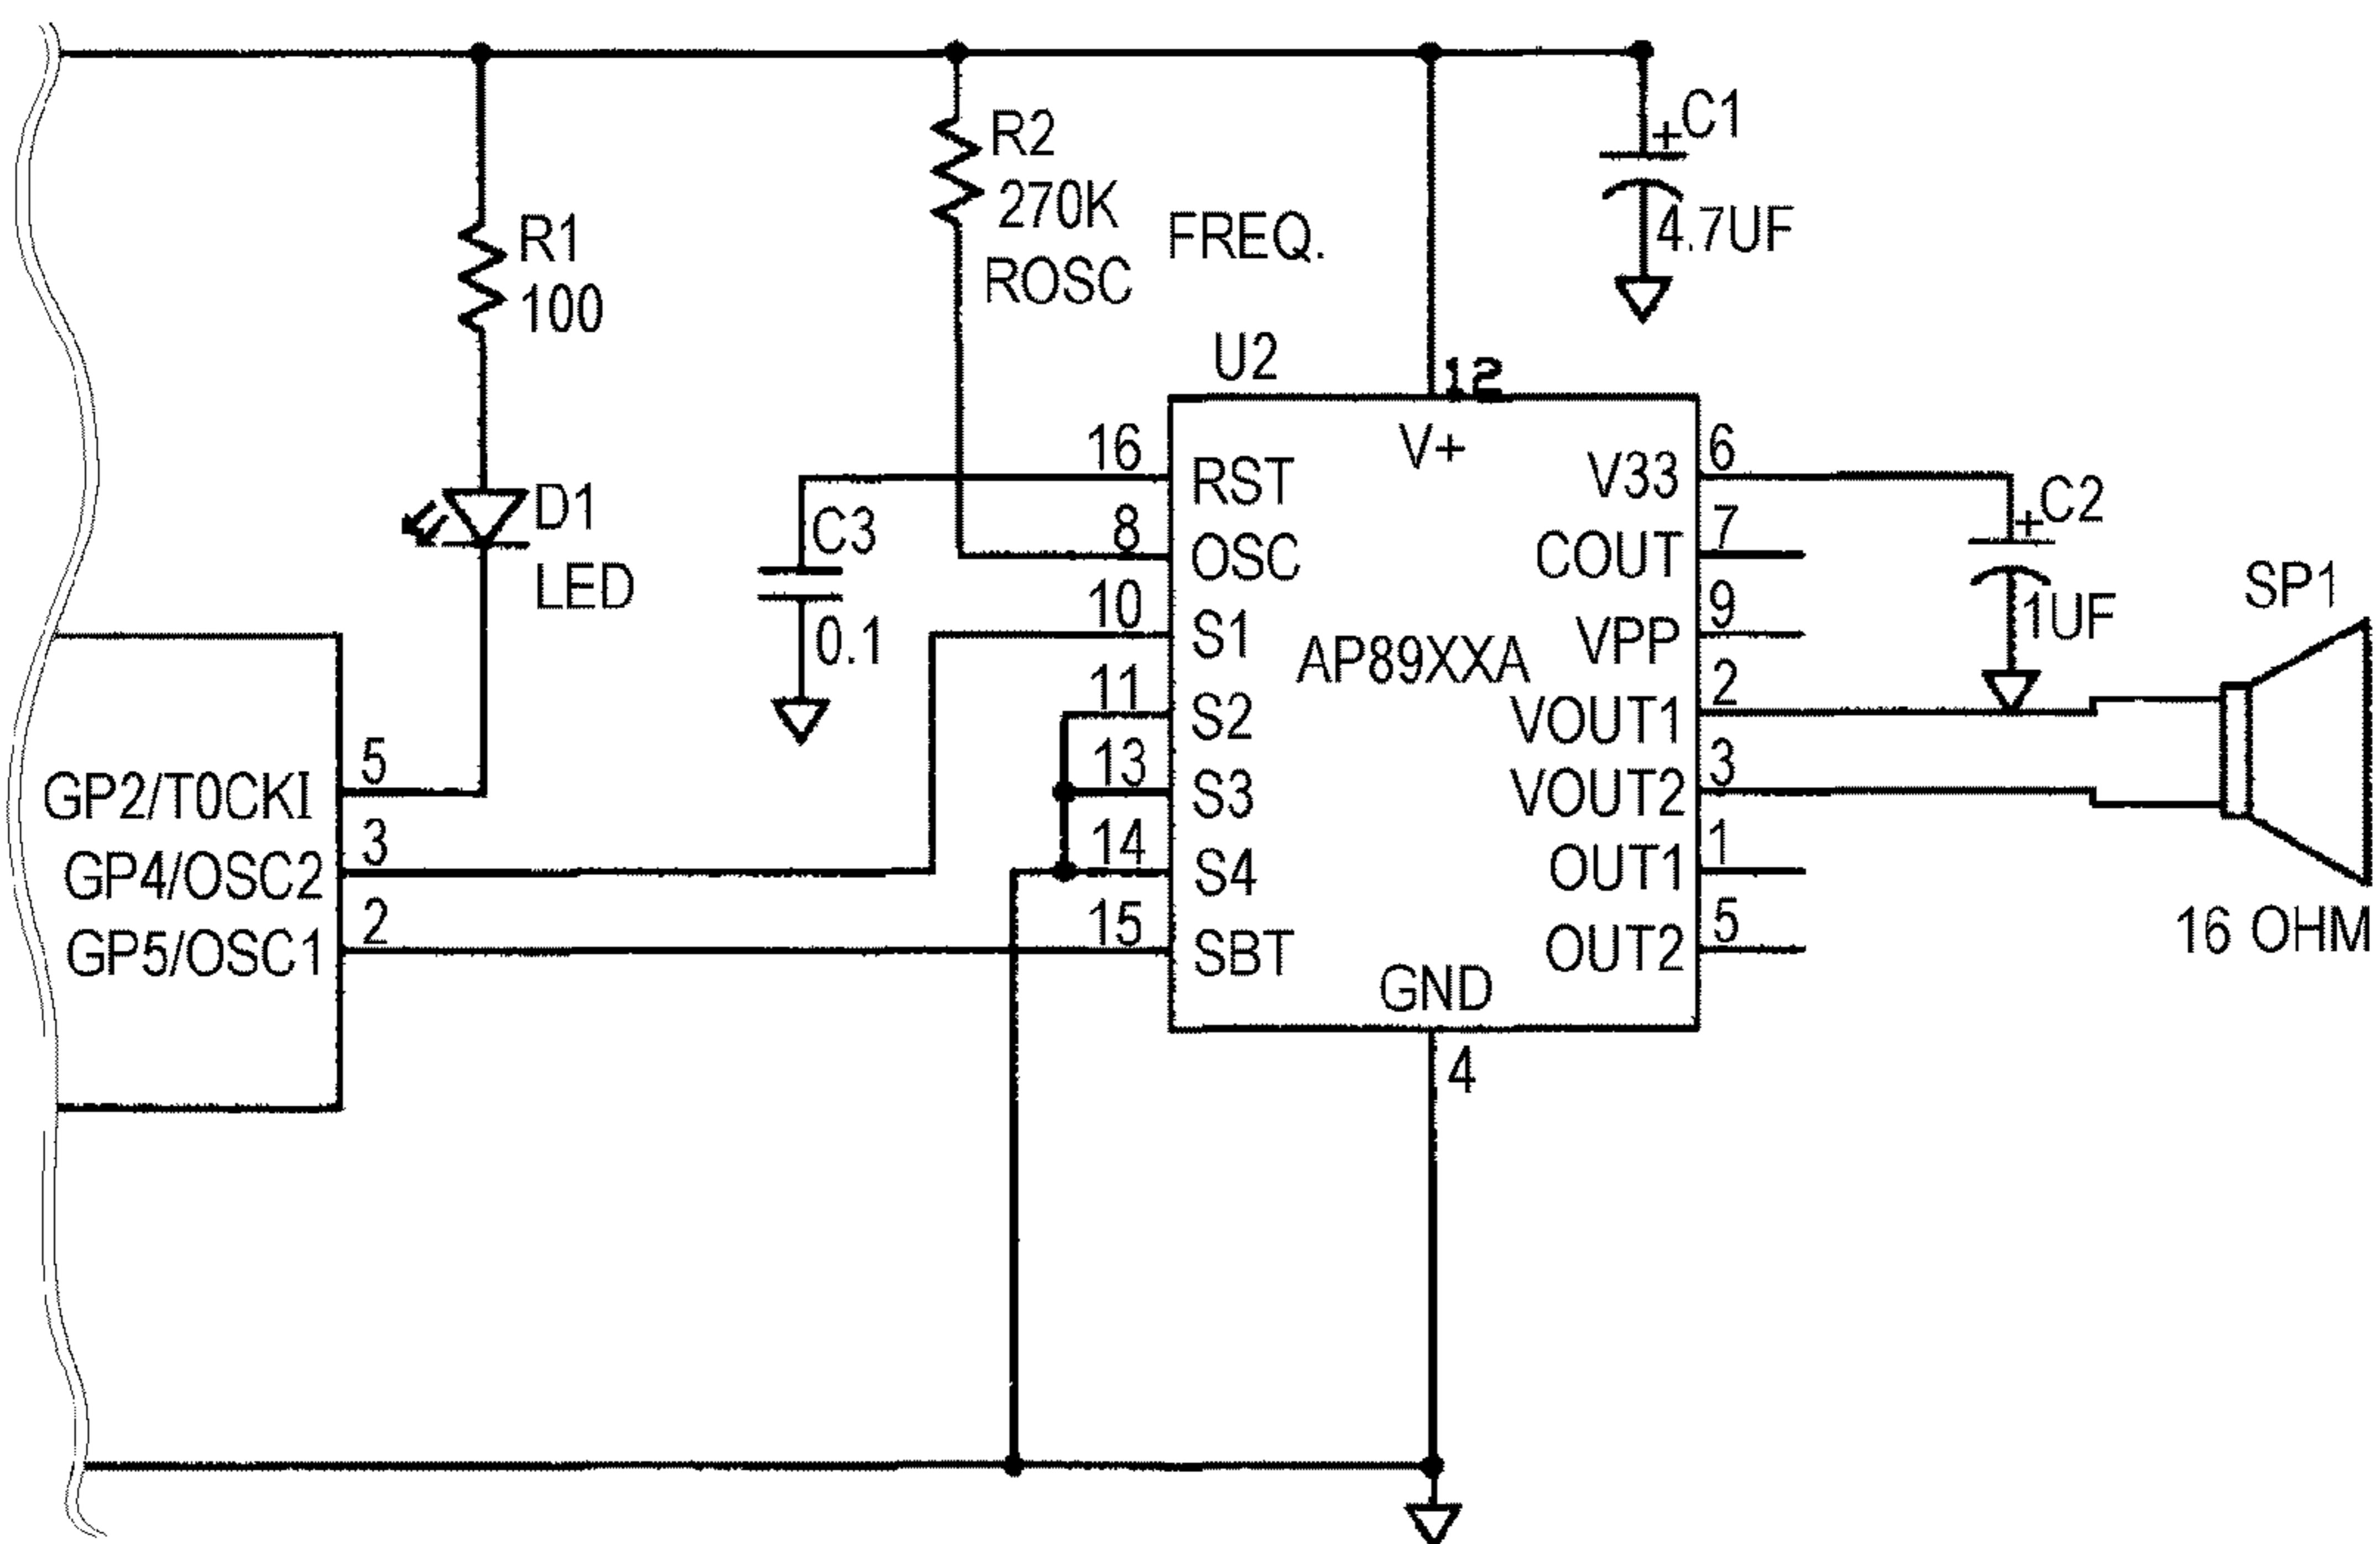 C1
4.7UF
R2
270K
FREQ.
ROSC
R1
100
U2
12
D1
LED
C3
0.1
16
8
10
11
13
14
15
RST
OSC
S1
S2
S3
S4
SBT
V+
AP89XXA
GND
4
V33
COUT
VPP
VOUT1
VOUT2
OUT1
OUT2
6
7
9
2
3
1
5
C2
1UF
SP1
16 OHM
+
+
GP2/T0CKI
GP4/OSC2
GP5/OSC1
5
3
2